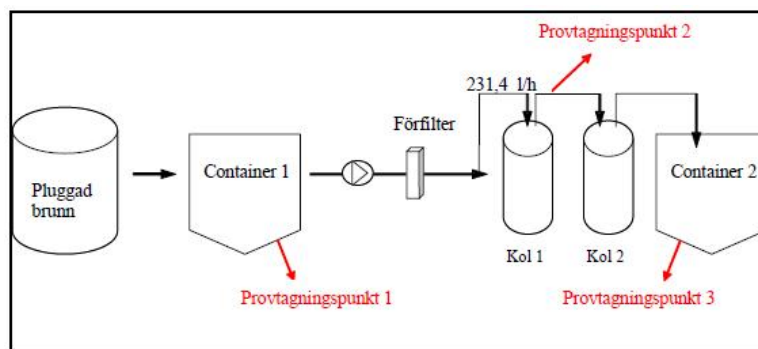 Provtagningspunkt 2
231,4 l/h
Förfilter
Pluggad
brunn
Container 1
Container 2
Kol 1
Kol 2
Provtagningspunkt 1
Provtagningspunkt 3